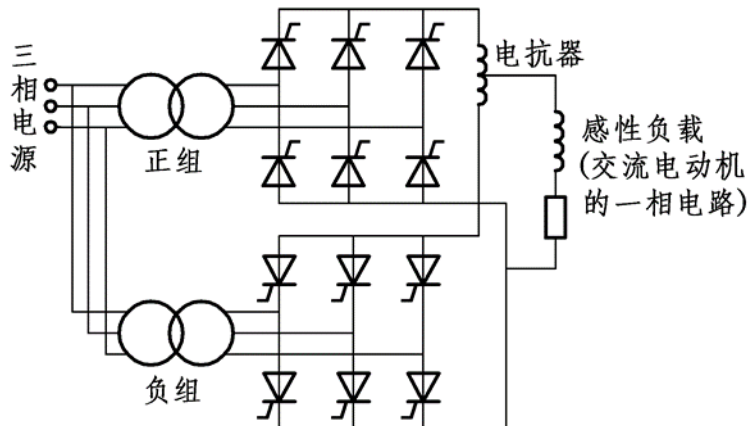 三相电源
正组
电抗器
感性负载
(交流电动机
的一相电路)
负组